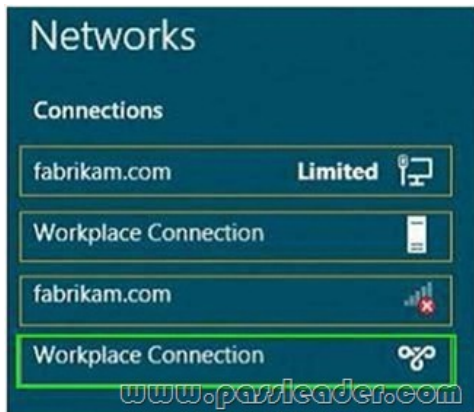 Networks
Connections
fabrikam.com Limited
Workplace Connection
fabrikam.com
Workplace Connection
www.passleader.com